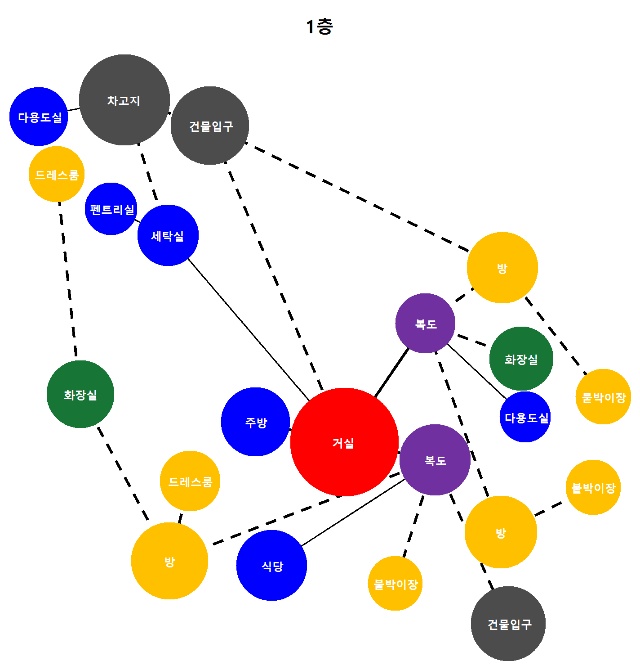 1층
차고지
다용도실
건물입구
드레스룸
펜트리실
세탁실
방
복도
화장실
화장실
붙박이장
다용도실
주방
거실
복도
드레스룸
붙박이장
방
방
식당
붙박이장
건물입구